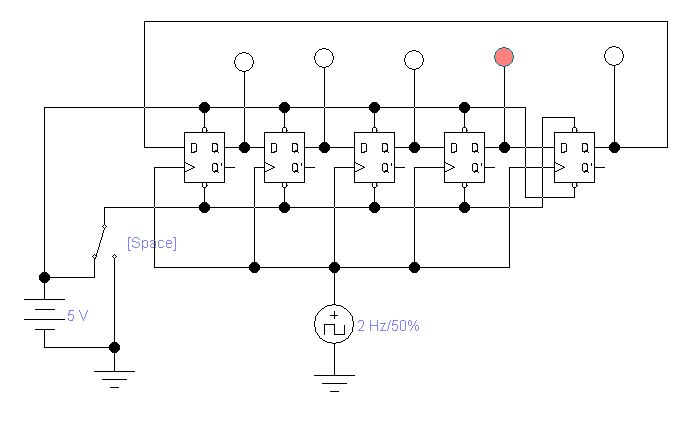 D Q D Q D Q D Q D Q
Q' Q' Q' Q' Q'
[Space]
5 V
2 Hz/50%